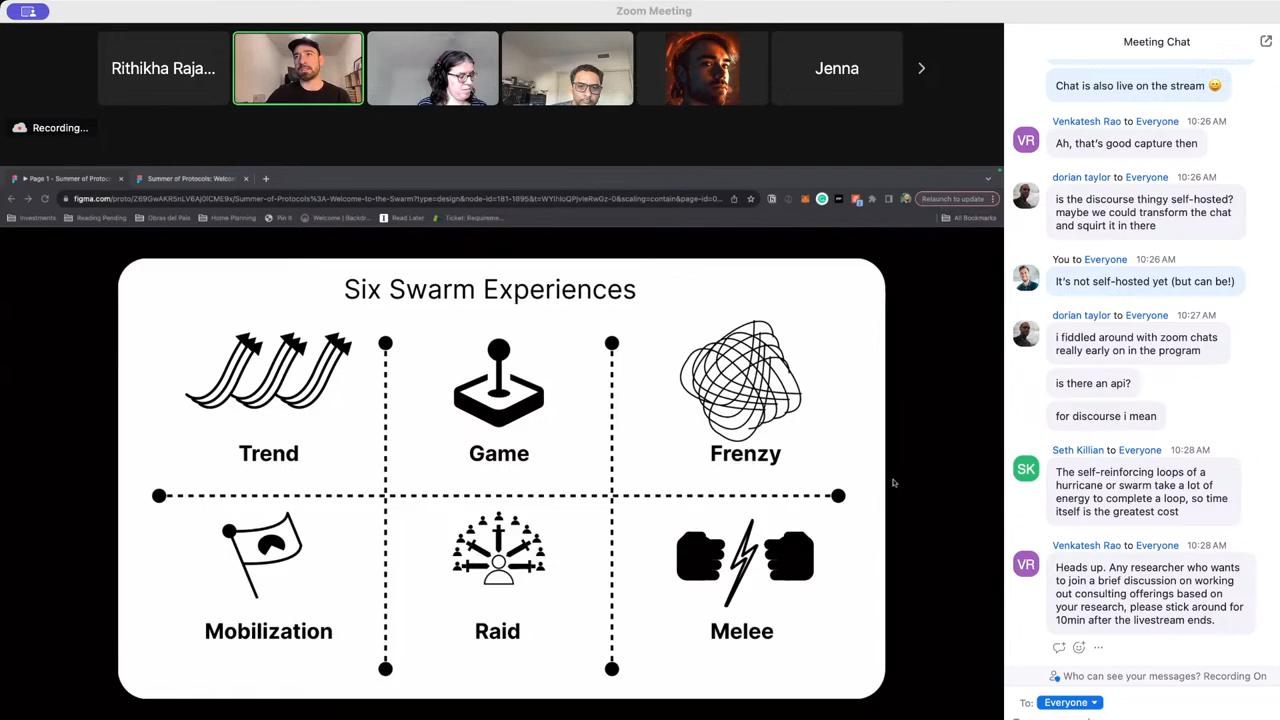 Zoom Meeting
Rithikha Raja...
Jenna
Recording...
Page 1 - Summer of Protoc
Summer of Protocols: Welcom
Relaunch to update
Investments
Reading Pending
Obras del Pais
Home Planning
Pin It
Welcome | Backdr...
Read Later
Ticket: Requireme...
All Bookmarks
Six Swarm Experiences
Trend
Game
Frenzy
Mobilization
Raid
Melee
Meeting Chat
Chat is also live on the stream 😄
Venkatesh Rao to Everyone 10:26 AM
VR
Ah, that's good capture then
dorian taylor to Everyone 10:26 AM
is the discourse thingy self-hosted?
maybe we could transform the chat
and squirt it in there
You to Everyone 10:26 AM
It's not self-hosted yet (but can be!)
dorian taylor to Everyone 10:27 AM
i fiddled around with zoom chats
really early on in the program
is there an api?
for discourse i mean
Seth Killian to Everyone 10:28 AM
SK
The self-reinforcing loops of a
hurricane or swarm take a lot of
energy to complete a loop, so time
itself is the greatest cost
Venkatesh Rao to Everyone 10:28 AM
VR
Heads up. Any researcher who wants
to join a brief discussion on working
out consulting offerings based on
your research, please stick around for
10min after the livestream ends.
Who can see your messages? Recording On
To: Everyone